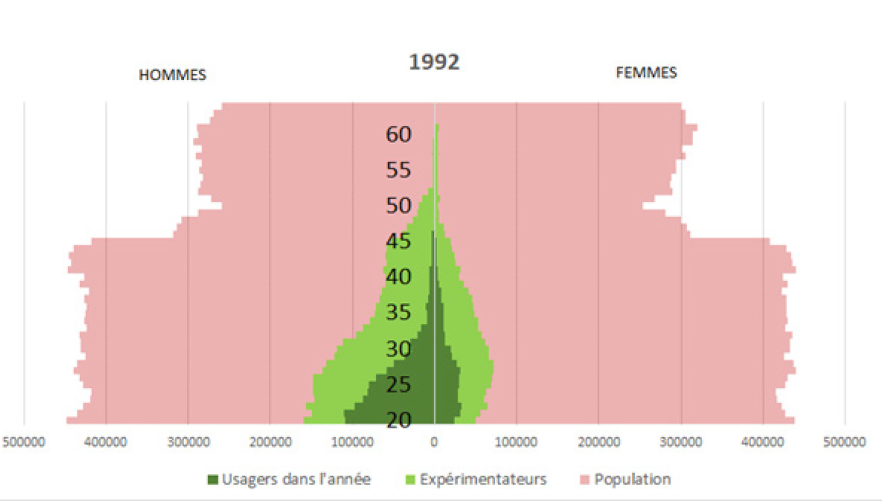 1992
HOMMES
FEMMES
60
55
50
45
40
35
30
25
20
500000 400000 300000 200000 100000 0 100000 200000 300000 400000 500000
Usagers dans l'année Expérimentateurs Population